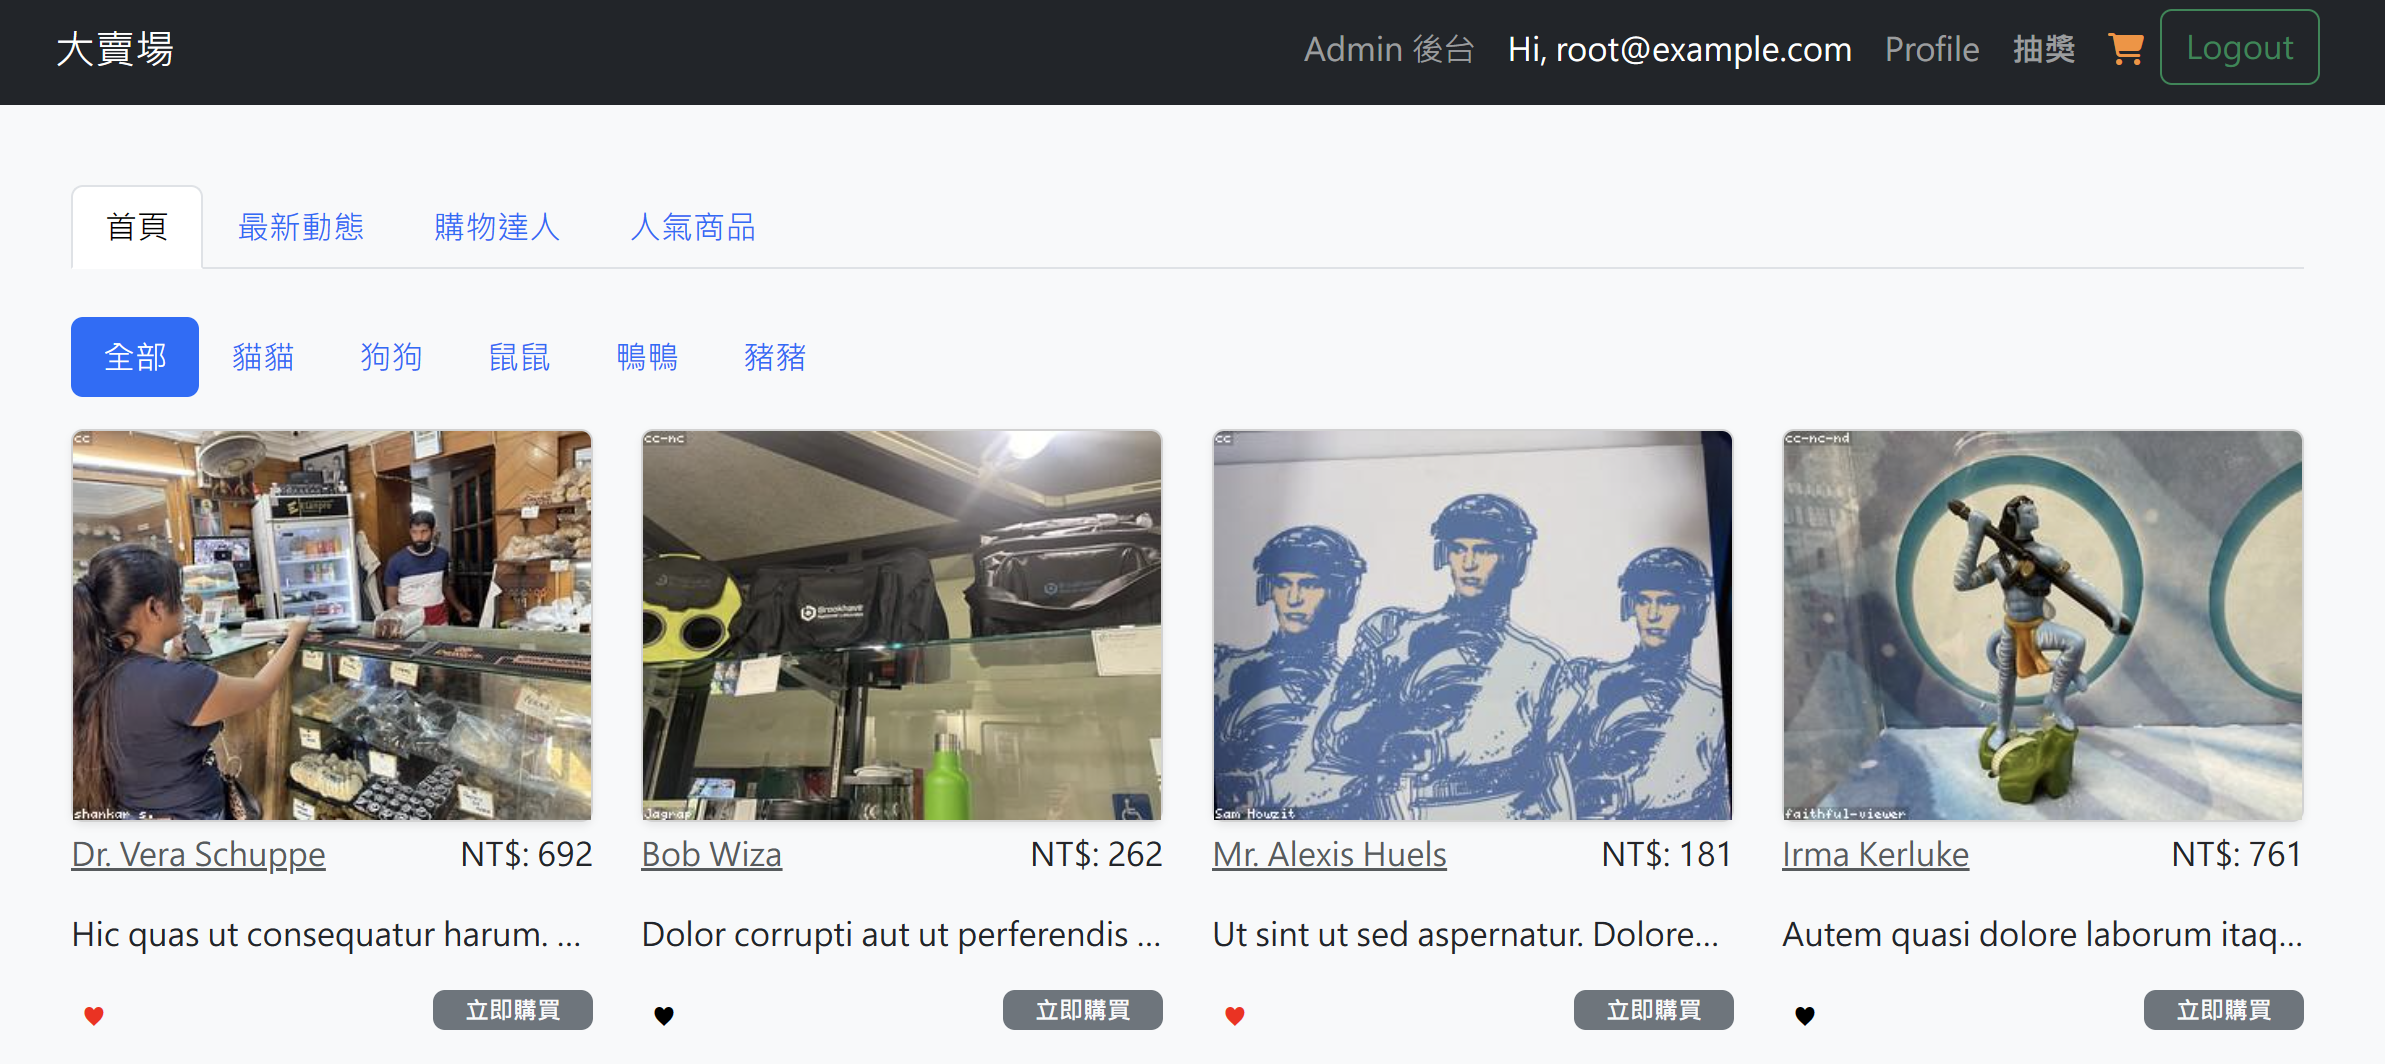 大賣場 Admin 後台 Hi, root@example.com Profile 抽獎 Logout
首頁 最新動態 購物達人 人氣商品
全部 貓貓 狗狗 鼠鼠 鴨鴨 豬豬
cc cc-nc cc cc-nc-nd
Elanpro
Brookhaven
shankar s. Jagrap Sam Howzit faithful-viewer
Dr. Vera Schuppe NT$: 692 Bob Wiza NT$: 262 Mr. Alexis Huels NT$: 181 Irma Kerluke NT$: 761
Hic quas ut consequatur harum. ... Dolor corrupti aut ut perferendis ... Ut sint ut sed aspernatur. Dolore... Autem quasi dolore laborum itaq...
立即購買 立即購買 立即購買 立即購買